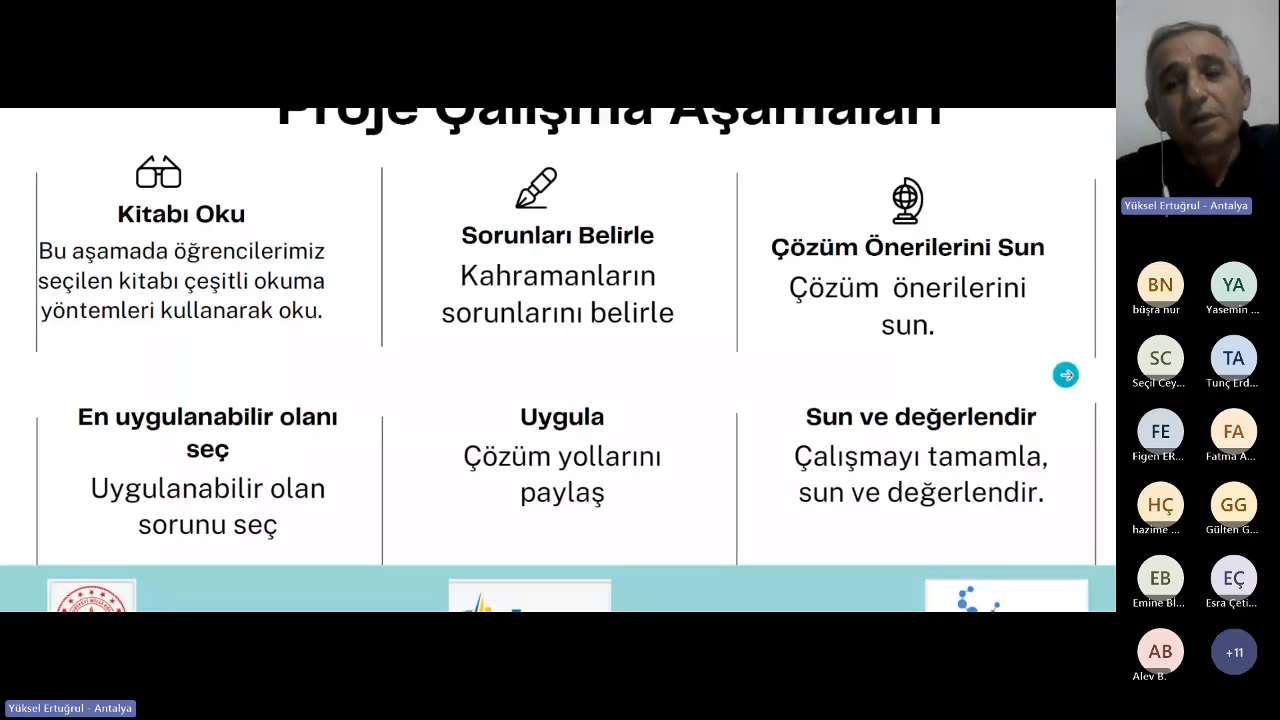 Proje Çalışma Aşamaları
Kitabı Oku
Bu aşamada öğrencilerimiz
seçilen kitabı çeşitli okuma
yöntemleri kullanarak oku.
Sorunları Belirle
Kahramanların
sorunlarını belirle
Çözüm Önerilerini Sun
Çözüm önerilerini
sun.
En uygulanabilir olanı
seç
Uygulanabilir olan
sorunu seç
Uygula
Çözüm yollarını
paylaş
Sun ve değerlendir
Çalışmayı tamamla,
sun ve değerlendir.
Yüksel Ertuğrul - Antalya
BN
büşra nur
YA
Yasemin ...
SC
Seçil Cey...
TA
Tunç Erd...
FE
Figen ER...
FA
Fatma A...
HÇ
hazime ...
GG
Gülten G...
EB
Emine Bİ...
EÇ
Esra Çeti...
AB
Alev B.
+11
Yüksel Ertuğrul - Antalya